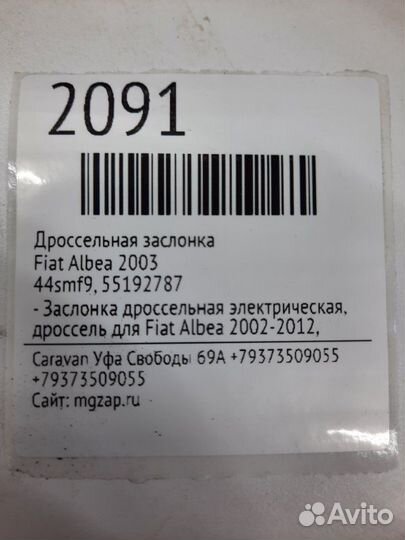 2091
Дроссельная заслонка
Fiat Albea 2003
44smf9, 55192787
- Заслонка дроссельная электрическая,
дроссель для Fiat Albea 2002-2012,
Caravan Уфа Свободы 69А +79373509055
+79373509055
Сайт: mgzap.ru
Avito